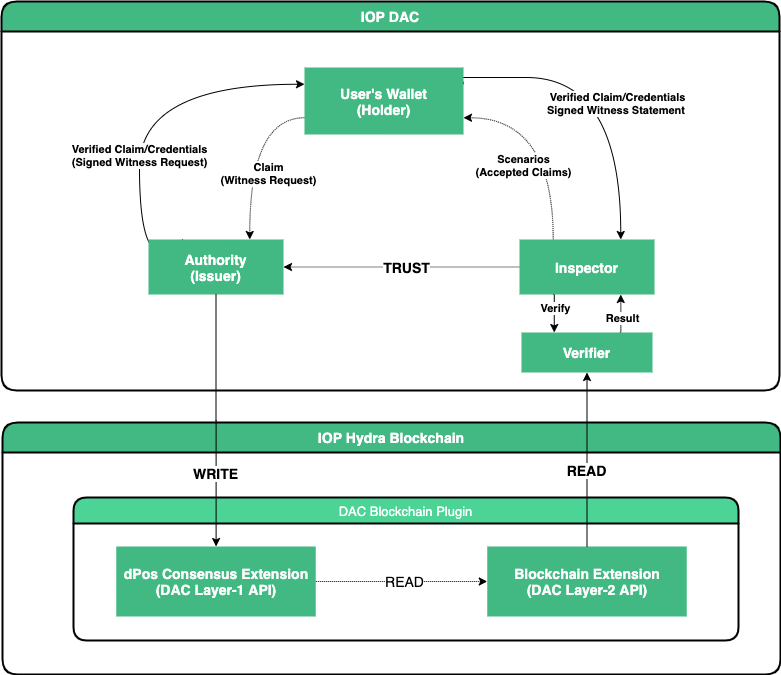 IOP DAC
User's Wallet
(Holder)
Verified Claim/Credentials
Signed Witness Statement
Verified Claim/Credentials
(Signed Witness Request)
Claim
(Witness Request)
Scenarios
(Accepted Claims)
Authority
(Issuer)
TRUST
Inspector
Verify
Result
Verifier
IOP Hydra Blockchain
WRITE
READ
DAC Blockchain Plugin
dPos Consensus Extension
(DAC Layer-1 API)
READ
Blockchain Extension
(DAC Layer-2 API)